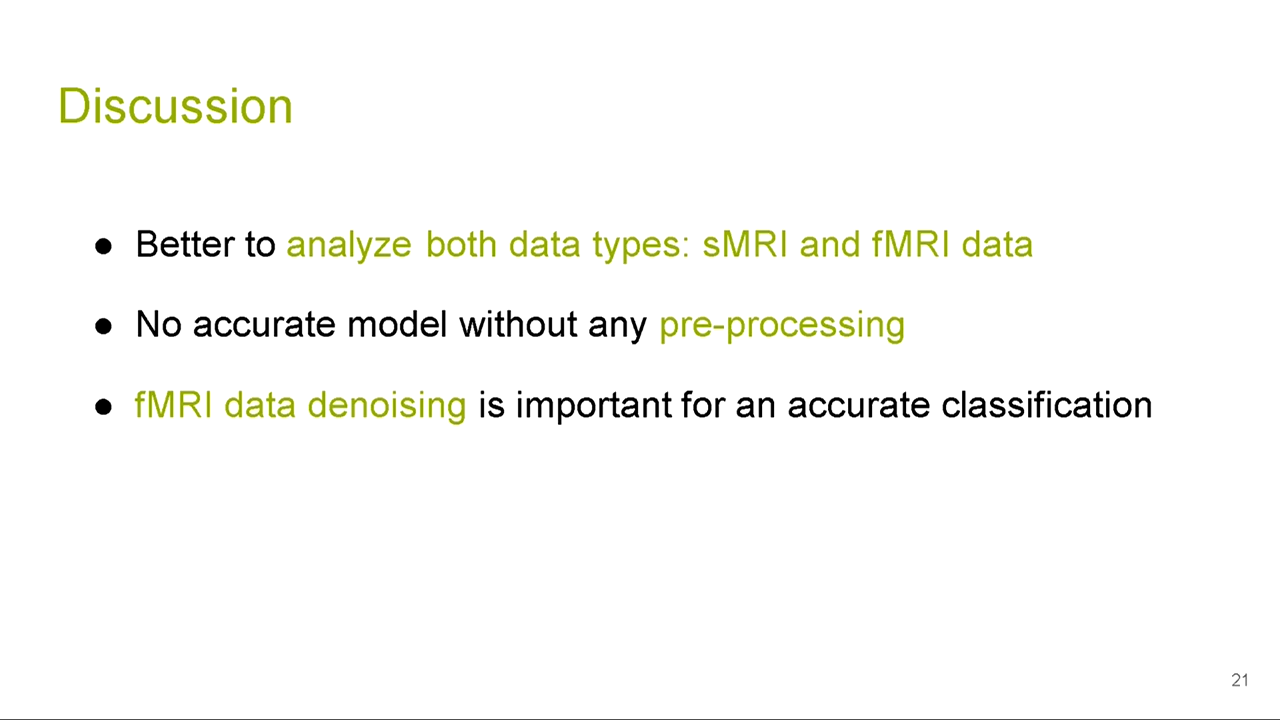 Discussion
● Better to analyze both data types: sMRI and fMRI data
● No accurate model without any pre-processing
● fMRI data denoising is important for an accurate classification
21